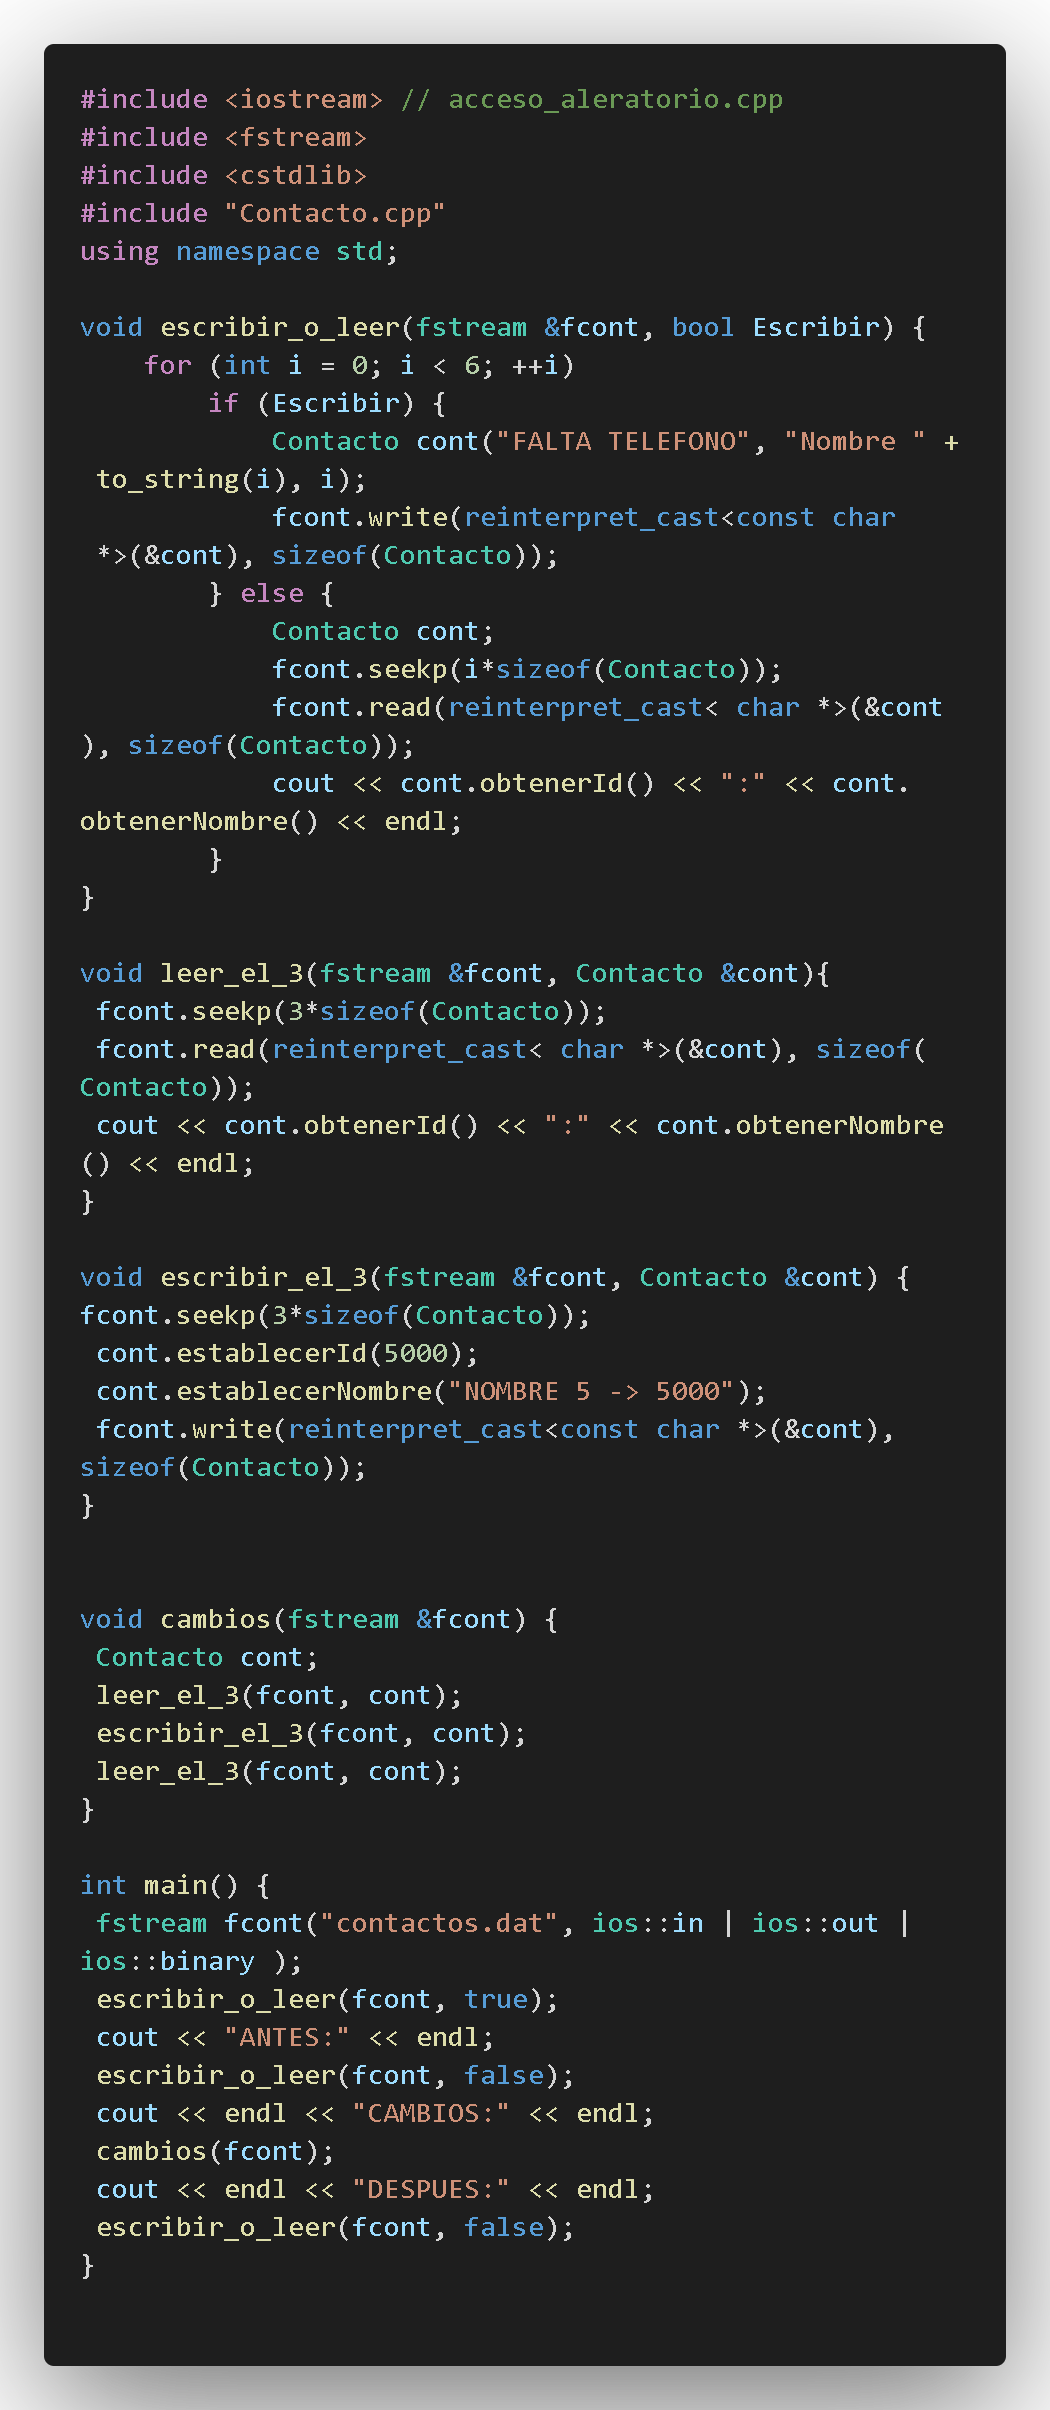 #include <iostream> // acceso_aleratorio.cpp
#include <fstream>
#include <cstdlib>
#include "Contacto.cpp"
using namespace std;

void escribir_o_leer(fstream &fcont, bool Escribir) {
    for (int i = 0; i < 6; ++i)
        if (Escribir) {
            Contacto cont("FALTA TELEFONO", "Nombre " +
 to_string(i), i);
            fcont.write(reinterpret_cast<const char
 *>(&cont), sizeof(Contacto));
        } else {
            Contacto cont;
            fcont.seekp(i*sizeof(Contacto));
            fcont.read(reinterpret_cast< char *>(&cont
), sizeof(Contacto));
            cout << cont.obtenerId() << ":" << cont.
obtenerNombre() << endl;
        }
}

void leer_el_3(fstream &fcont, Contacto &cont){
 fcont.seekp(3*sizeof(Contacto));
 fcont.read(reinterpret_cast< char *>(&cont), sizeof(
Contacto));
 cout << cont.obtenerId() << ":" << cont.obtenerNombre
() << endl;
}

void escribir_el_3(fstream &fcont, Contacto &cont) {
fcont.seekp(3*sizeof(Contacto));
 cont.establecerId(5000);
 cont.establecerNombre("NOMBRE 5 -> 5000");
 fcont.write(reinterpret_cast<const char *>(&cont),
sizeof(Contacto));
}


void cambios(fstream &fcont) {
 Contacto cont;
 leer_el_3(fcont, cont);
 escribir_el_3(fcont, cont);
 leer_el_3(fcont, cont);
}

int main() {
 fstream fcont("contactos.dat", ios::in | ios::out |
ios::binary );
 escribir_o_leer(fcont, true);
 cout << "ANTES:" << endl;
 escribir_o_leer(fcont, false);
 cout << endl << "CAMBIOS:" << endl;
 cambios(fcont);
 cout << endl << "DESPUES:" << endl;
 escribir_o_leer(fcont, false);
}